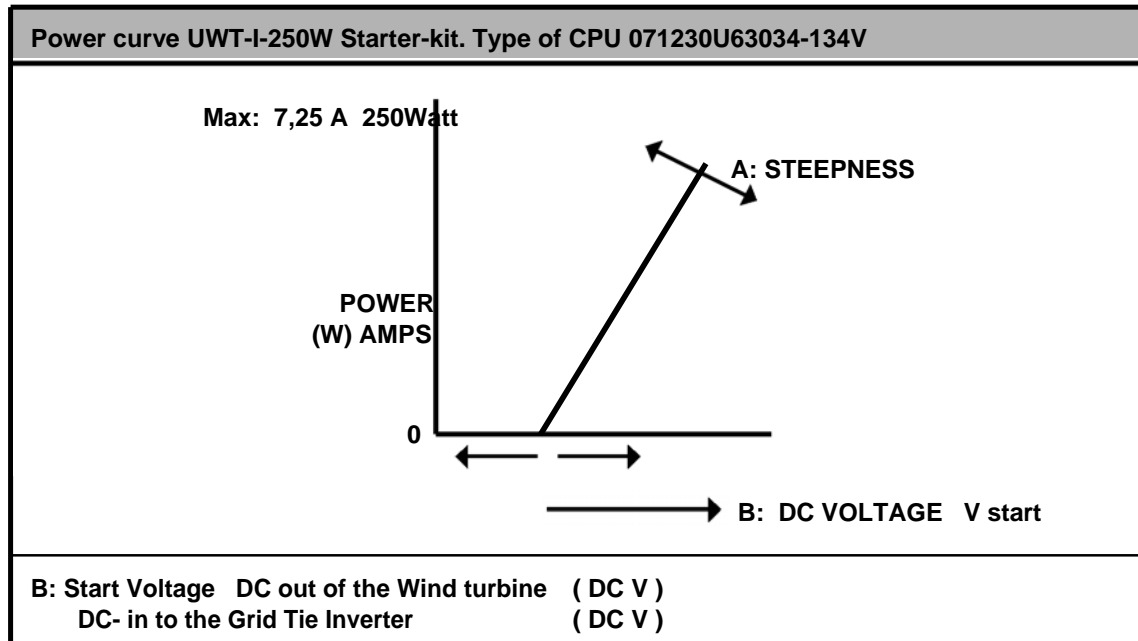 Power curve UWT-I-250W Starter-kit. Type of CPU 071230U63034-134V
Max: 7,25 A 250Watt
A: STEEPNESS
POWER
(W) AMPS
0
B: DC VOLTAGE V start
B: Start Voltage DC out of the Wind turbine ( DC V )
DC- in to the Grid Tie Inverter ( DC V )